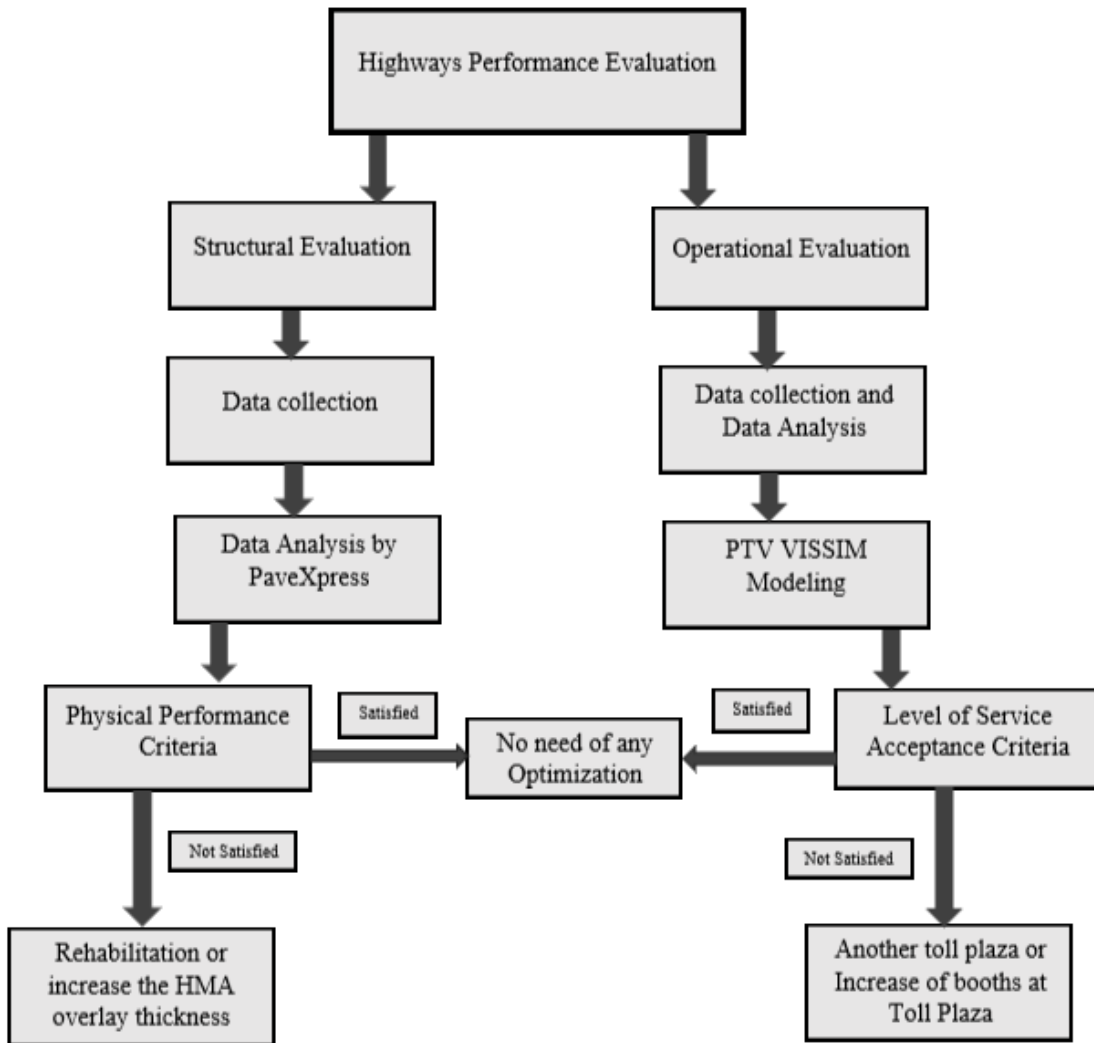 Highways Performance Evaluation
Structural Evaluation
Operational Evaluation
Data collection
Data collection and
Data Analysis
Data Analysis by
PaveXpress
PTV VISSIM
Modeling
Physical Performance
Criteria
Satisfied
No need of any
Optimization
Satisfied
Level of Service
Acceptance Criteria
Not Satisfied
Not Satisfied
Rehabilitation or
increase the HMA
overlay thickness
Another toll plaza or
Increase of booths at
Toll Plaza